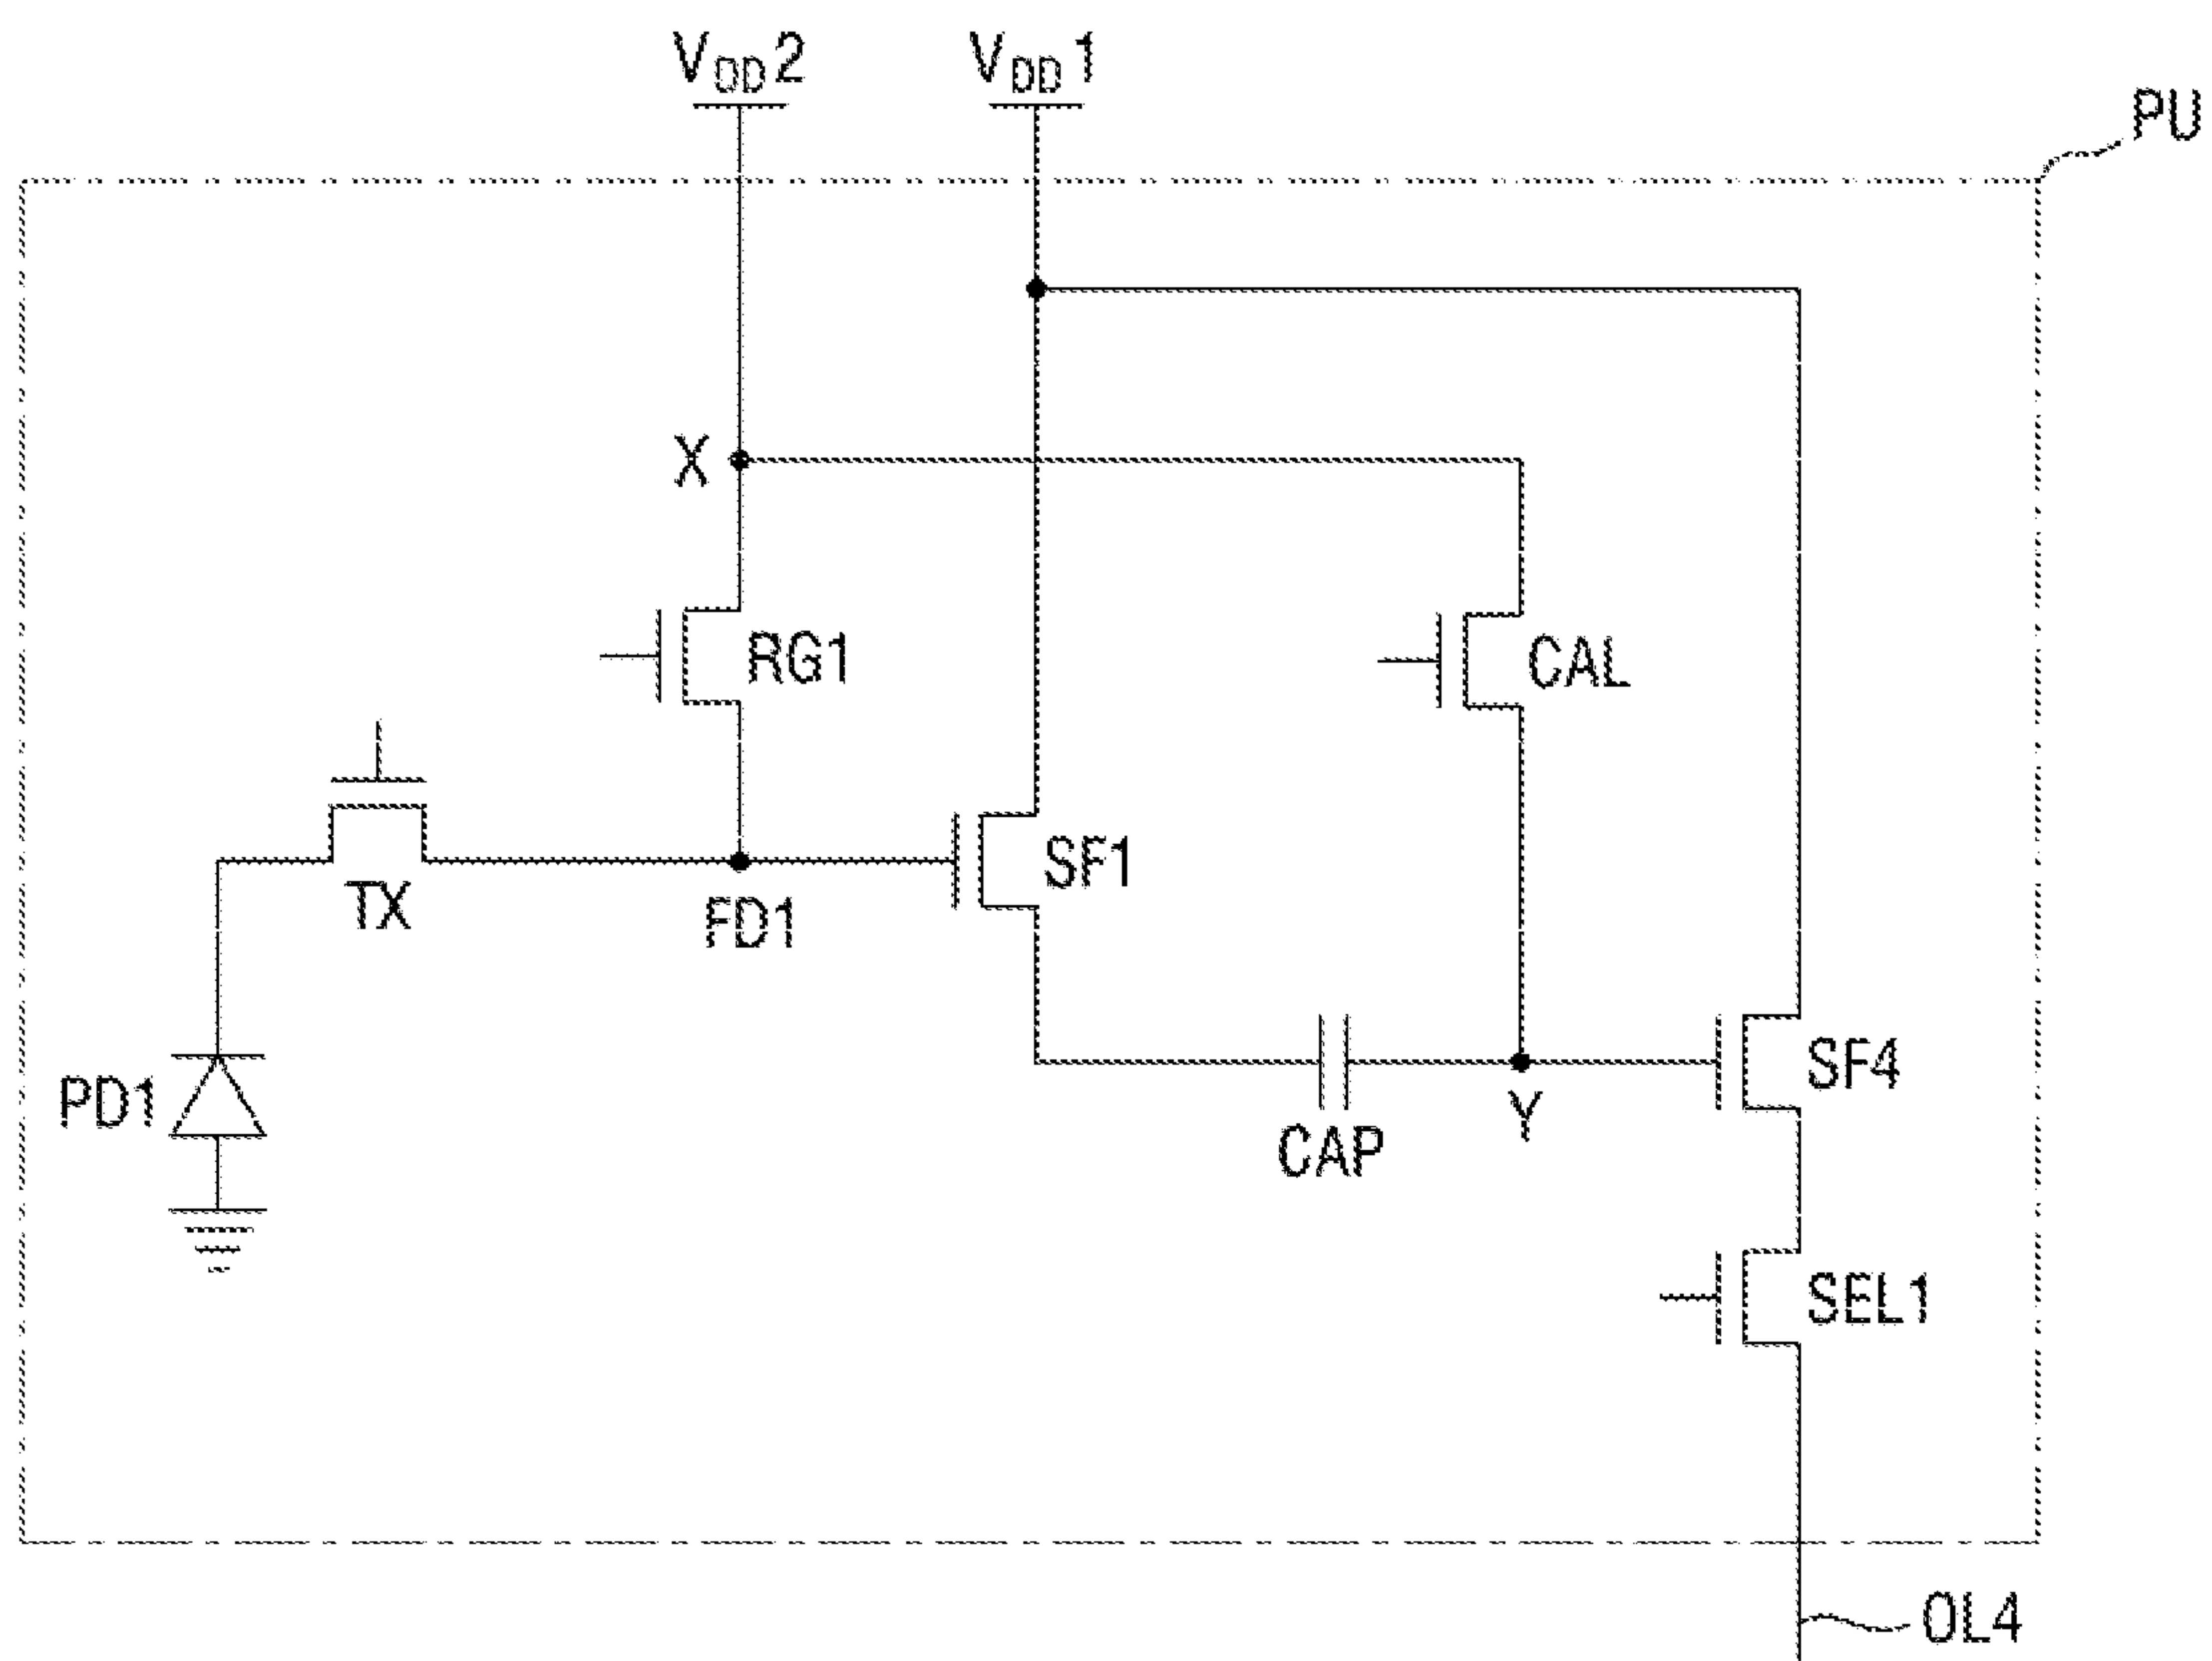 VDD2
VDD1
PU
X
RG1
CAL
TX
FD1
SF1
PD1
CAP
Y
SF4
SEL1
OL4